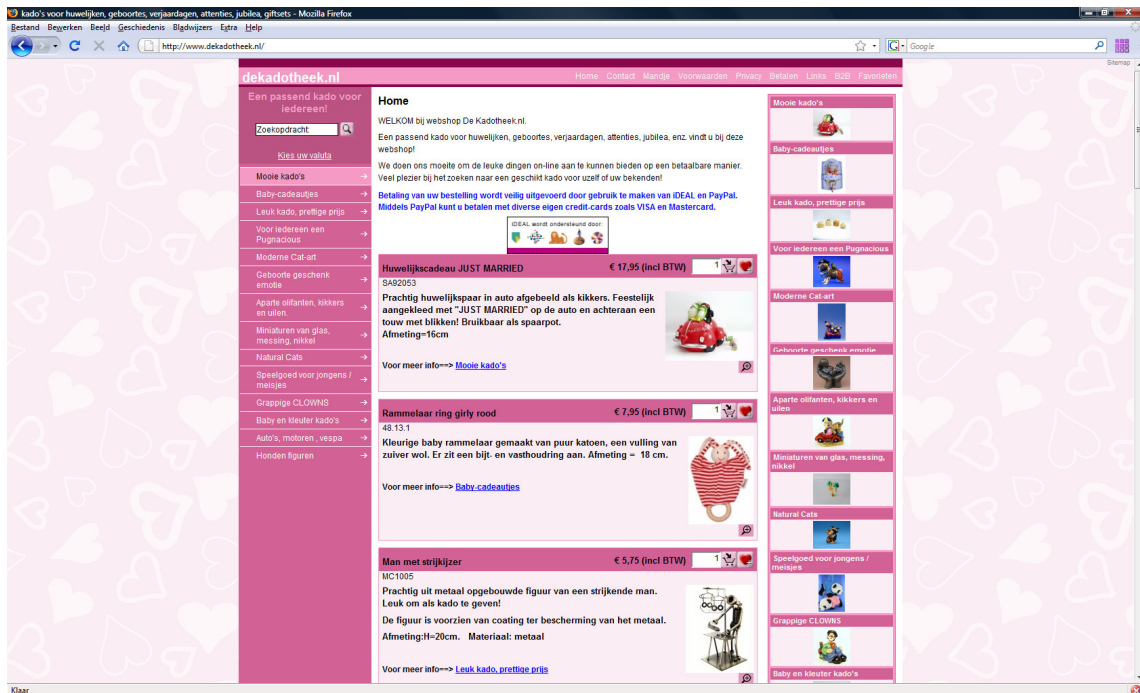 kado's voor huwelijken, geboortes, verjaardagen, attenties, jubilea, giftsets - Mozilla Firefox
Bestand Bewerken Beeld Geschiedenis Bladwijzers Extra Help
http://www.dekadotheek.nl/
Google
Sitemap
dekadotheek.nl
Home Contact Mandje Voorwaarden Privacy Betalen Links B2B Favorieten
Een passend kado voor
iedereen!
Zoekopdracht
Kies uw valuta
Mooie kado's
Baby-cadeautjes
Leuk kado, prettige prijs
Voor iedereen een
Pugnacious
Moderne Cat-art
Geboorte geschenk
emotie
Aparte olifanten, kikkers
en uilen.
Miniaturen van glas,
messing, nikkel
Natural Cats
Speelgoed voor jongens /
meisjes
Grappige CLOWNS
Baby en kleuter kado's
Auto's, motoren , vespa
Honden figuren
Home
WELKOM bij webshop De Kadotheek.nl.
Een passend kado voor huwelijken, geboortes, verjaardagen, attenties, jubilea, enz. vindt u bij deze
webshop!
We doen ons moeite om de leuke dingen on-line aan te kunnen bieden op een betaalbare manier.
Veel plezier bij het zoeken naar een geschikt kado voor uzelf of uw bekenden!
Betaling van uw bestelling wordt veilig uitgevoerd door gebruik te maken van iDEAL en PayPal.
Middels PayPal kunt u betalen met diverse eigen credit-cards zoals VISA en Mastercard.
iDEAL wordt ondersteund door:
Huwelijkscadeau JUST MARRIED € 17,95 (incl BTW) 1
SA92053
Prachtig huwelijkspaar in auto afgebeeld als kikkers. Feestelijk
aangekleed met "JUST MARRIED" op de auto en achteraan een
touw met blikken! Bruikbaar als spaarpot.
Afmeting=16cm
Voor meer info==> Mooie kado's
Rammelaar ring girly rood € 7,95 (incl BTW) 1
48.13.1
Kleurige baby rammelaar gemaakt van puur katoen, een vulling van
zuiver wol. Er zit een bijt- en vasthoudring aan. Afmeting = 18 cm.
Voor meer info==> Baby-cadeautjes
Man met strijkijzer € 5,75 (incl BTW) 1
MC1005
Prachtig uit metaal opgebouwde figuur van een strijkende man.
Leuk om als kado te geven!
De figuur is voorzien van coating ter bescherming van het metaal.
Afmeting:H=20cm. Materiaal: metaal
Voor meer info==> Leuk kado, prettige prijs
Mooie kado's
Baby-cadeautjes
Leuk kado, prettige prijs
Voor iedereen een Pugnacious
Moderne Cat-art
Geboorte geschenk emotie
Aparte olifanten, kikkers en
uilen
Miniaturen van glas, messing,
nikkel
Natural Cats
Speelgoed voor jongens /
meisjes
Grappige CLOWNS
Baby en kleuter kado's
Klaar